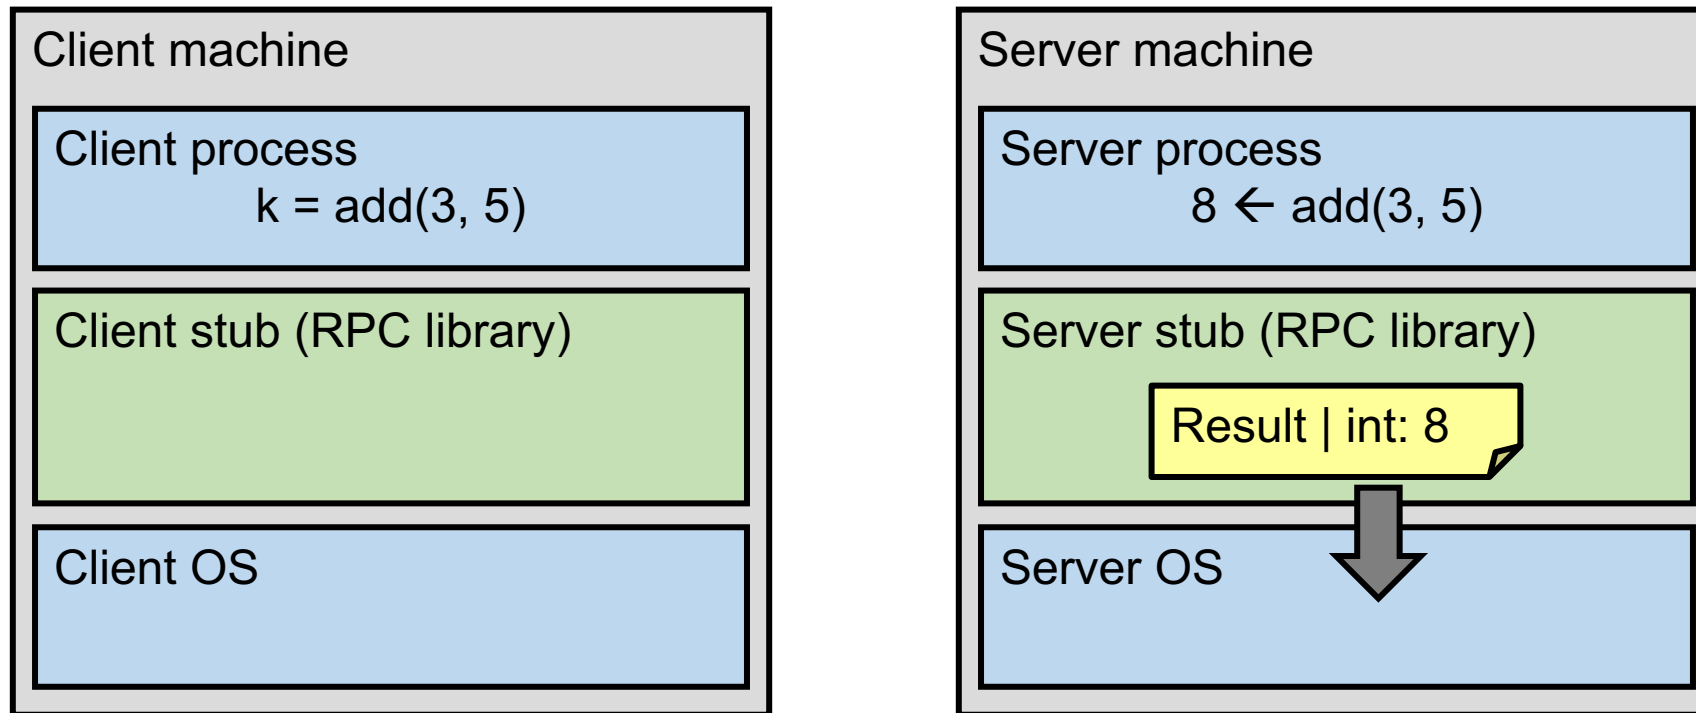 Client machine
Client process
k = add(3, 5)
Client stub (RPC library)
Client OS
Server machine
Server process
8 ← add(3, 5)
Server stub (RPC library)
Result | int: 8
Server OS